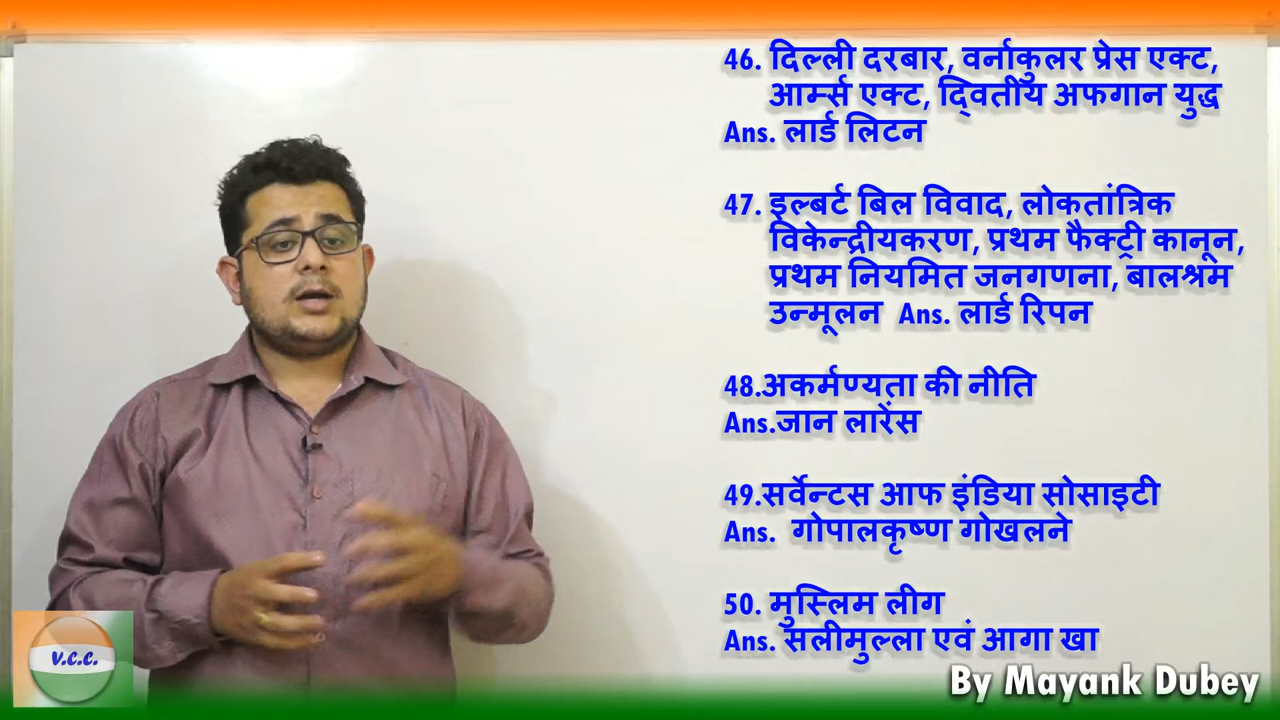 46. दिल्ली दरबार, वर्नाकुलर प्रेस एक्ट,
आर्म्स एक्ट, द्वितीय अफगान युद्ध
Ans. लार्ड लिटन
47. इल्बर्ट बिल विवाद, लोकतांत्रिक
विकेन्द्रीयकरण, प्रथम फैक्ट्री कानून,
प्रथम नियमित जनगणना, बालश्रम
उन्मूलन Ans. लार्ड रिपन
48.अकर्मण्यता की नीति
Ans.जान लारेंस
49.सर्वेन्टस आफ इंडिया सोसाइटी
Ans. गोपालकृष्ण गोखलने
50. मुस्लिम लीग
Ans. सलीमुल्ला एवं आगा खा
V.C.C.
By Mayank Dubey